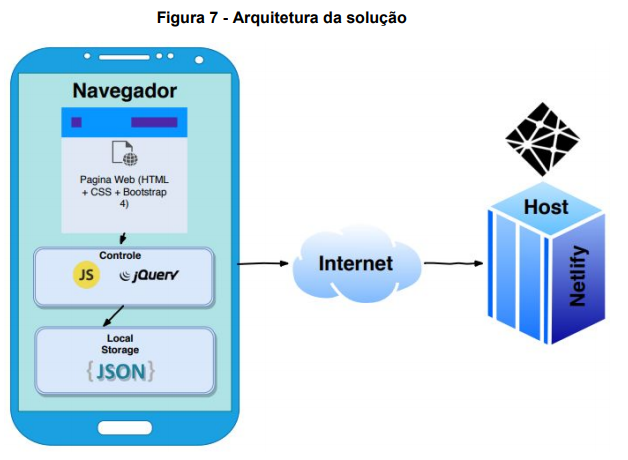 Figura 7 - Arquitetura da solução
Navegador
Pagina Web (HTML
+ CSS + Bootstrap
4)
Controle
JS
jQuery
Local
Storage
{JSON}
Internet
Host
Netlify